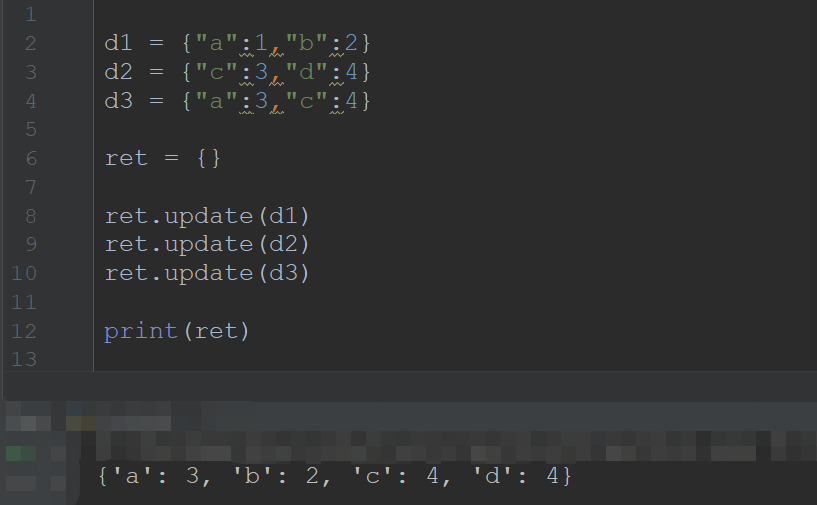 1
2 d1 = {"a":1,"b":2}
3 d2 = {"c":3,"d":4}
4 d3 = {"a":3,"c":4}
5
6 ret = {}
7
8 ret.update(d1)
9 ret.update(d2)
10 ret.update(d3)
11
12 print(ret)
13
{'a': 3, 'b': 2, 'c': 4, 'd': 4}